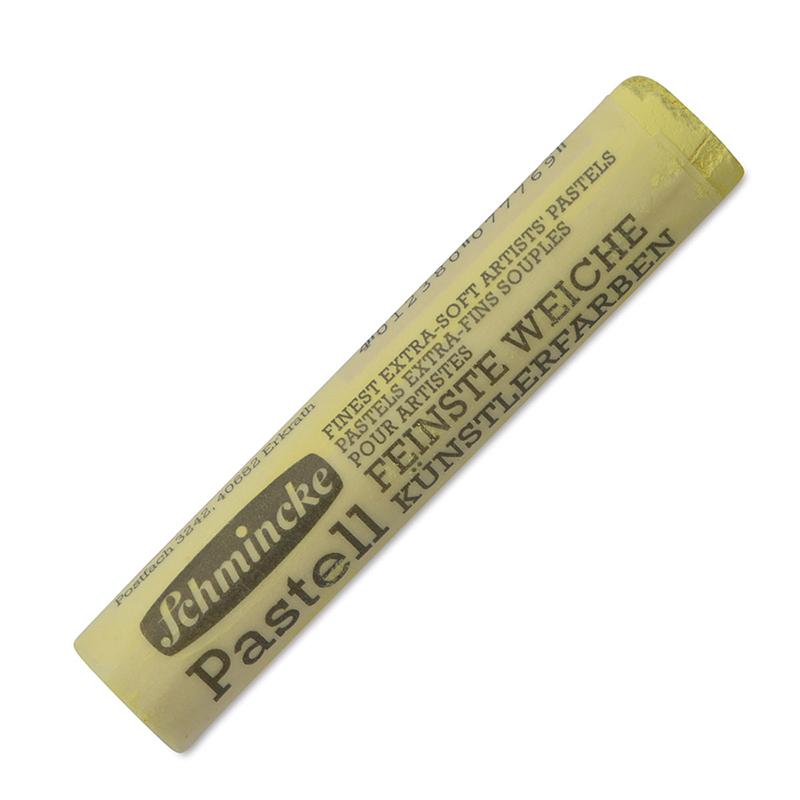 4"012380"077769"
FINEST EXTRA-SOFT ARTISTS' PASTELS
PASTELS EXTRA-FINS SOUPLES
POUR ARTISTES
FEINSTE WEICHE
KÜNSTLERFARBEN
Postfach 3242, 40682 Erkrath
Schmincke
Pastell